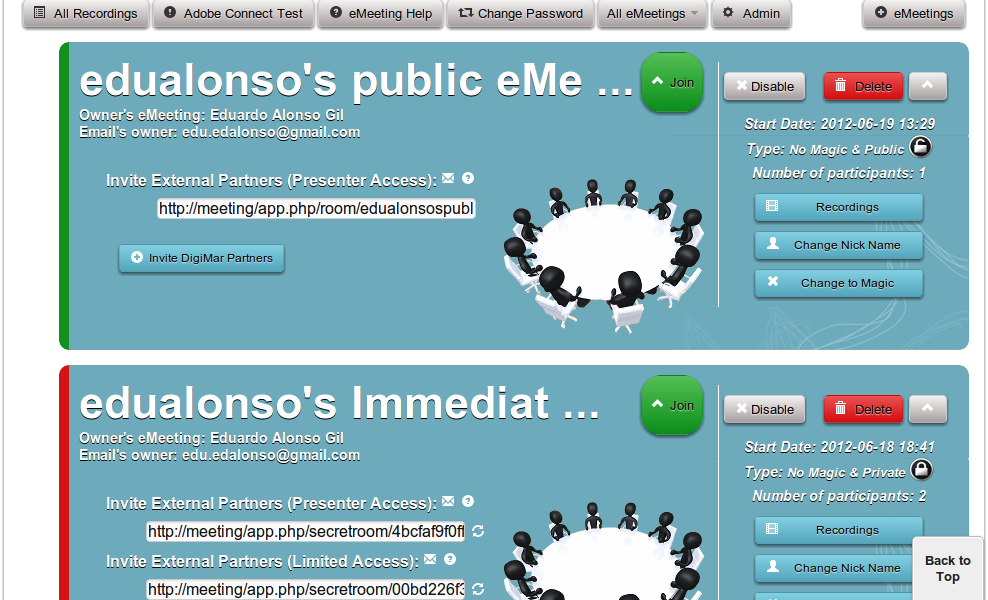 All Recordings
Adobe Connect Test
eMeeting Help
Change Password
All eMeetings
Admin
eMeetings
edualonso's public eMe ...
Join
Disable
Delete
Owner's eMeeting: Eduardo Alonso Gil
Email's owner: edu.edalonso@gmail.com
Start Date: 2012-06-19 13:29
Type: No Magic & Public
Number of participants: 1
Invite External Partners (Presenter Access):
http://meeting/app.php/room/edualonsospubl
Recordings
Invite DigiMar Partners
Change Nick Name
Change to Magic
edualonso's Immediat ...
Join
Disable
Delete
Owner's eMeeting: Eduardo Alonso Gil
Email's owner: edu.edalonso@gmail.com
Start Date: 2012-06-18 18:41
Type: No Magic & Private
Number of participants: 2
Invite External Partners (Presenter Access):
http://meeting/app.php/secretroom/4bcfaf9f0ff
Recordings
Invite External Partners (Limited Access):
http://meeting/app.php/secretroom/00bd226f3
Change Nick Name
Back to
Top